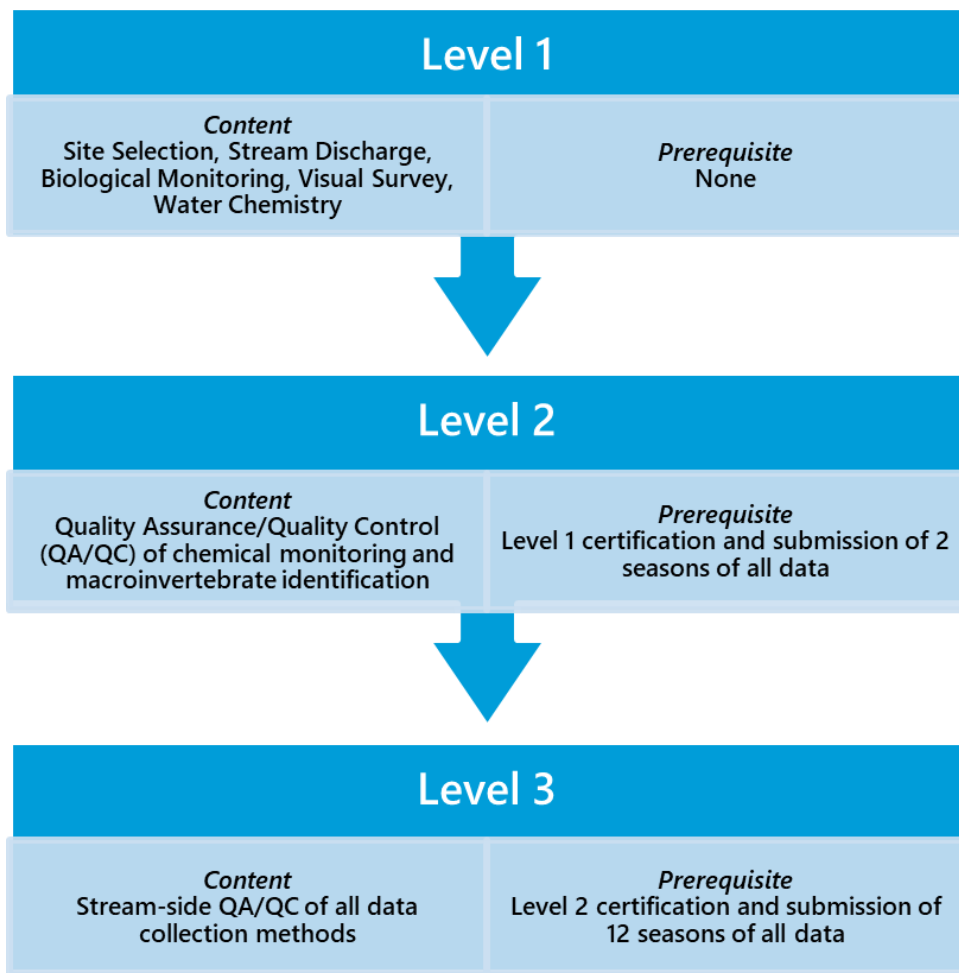 Level 1
Content
Site Selection, Stream Discharge,
Biological Monitoring, Visual Survey,
Water Chemistry
Prerequisite
None
Level 2
Content
Quality Assurance/Quality Control
(QA/QC) of chemical monitoring and
macroinvertebrate identification
Prerequisite
Level 1 certification and submission of 2
seasons of all data
Level 3
Content
Stream-side QA/QC of all data
collection methods
Prerequisite
Level 2 certification and submission of
12 seasons of all data